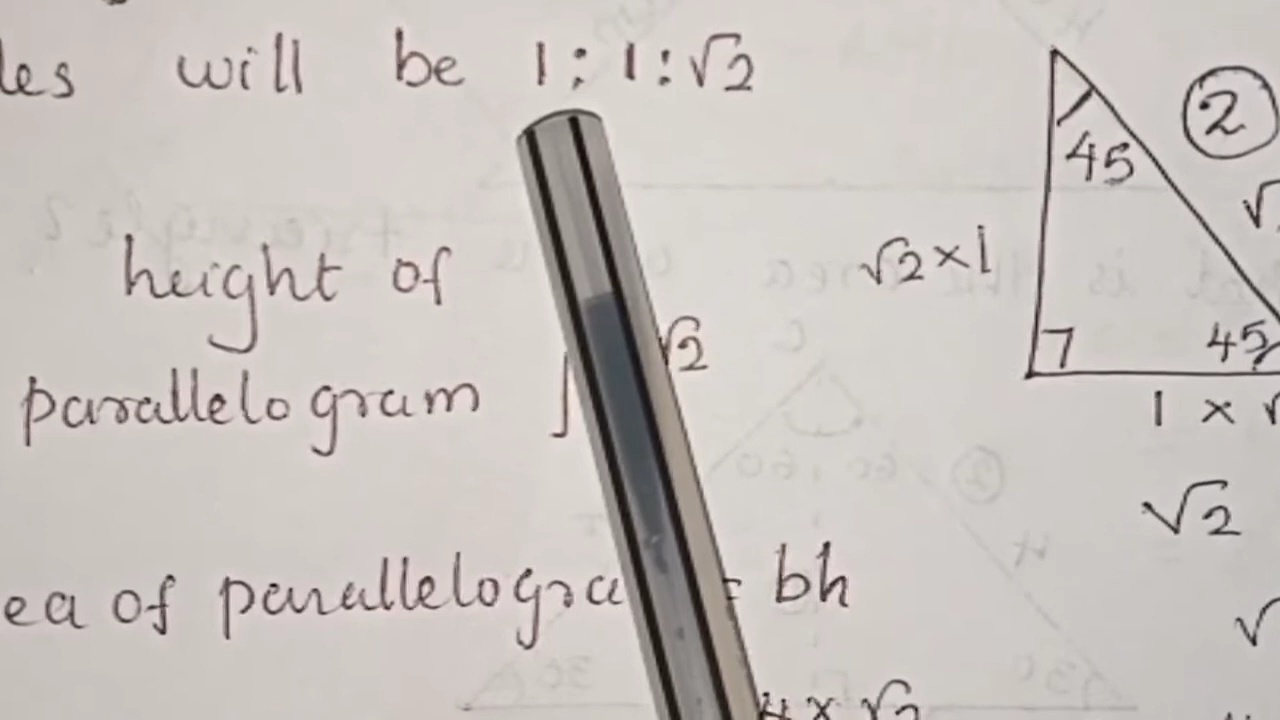 les will be 1 : 1 : √2
2
45
√2 × 1
height of
√2
7
45
parallelogram
1 ×
√2
ea of parallelogra = bh
4 × √2